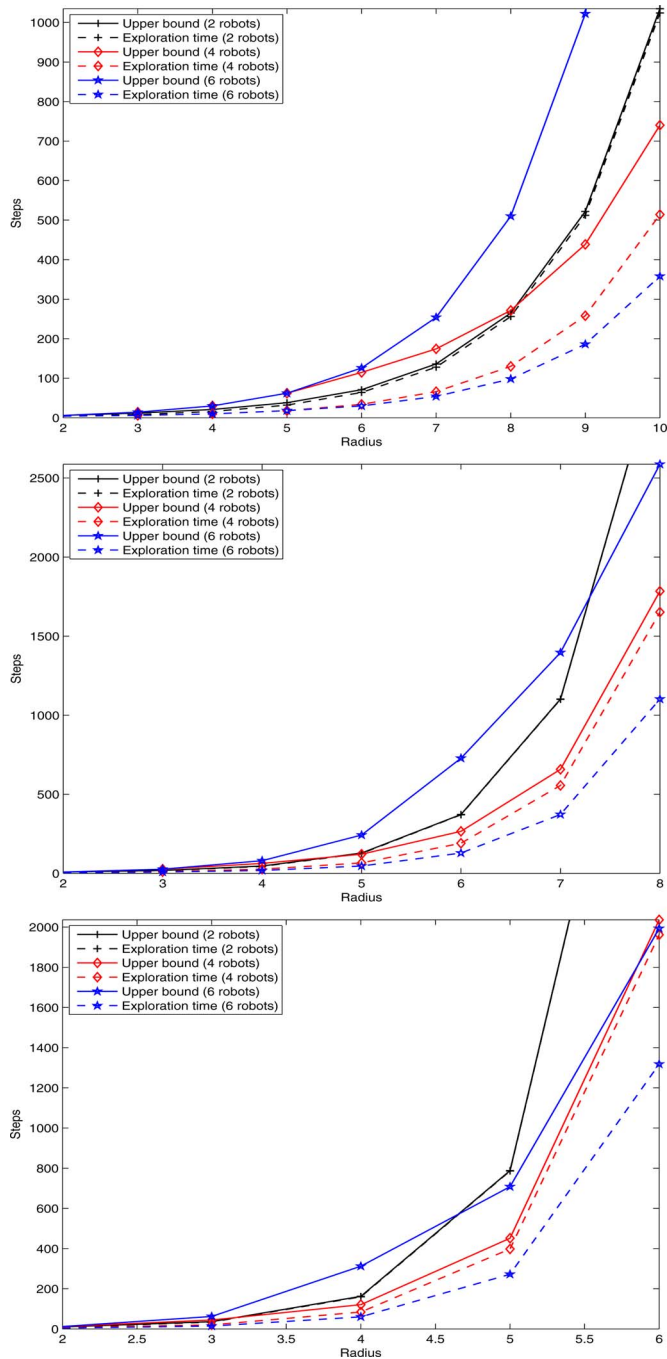 1000
900
800
700
600
500
400
300
200
100
0
Steps
Upper bound (2 robots)
Exploration time (2 robots)
Upper bound (4 robots)
Exploration time (4 robots)
Upper bound (6 robots)
Exploration time (6 robots)
2
3
4
5
6
7
8
9
10
Radius
2500
2000
1500
1000
500
0
Steps
Upper bound (2 robots)
Exploration time (2 robots)
Upper bound (4 robots)
Exploration time (4 robots)
Upper bound (6 robots)
Exploration time (6 robots)
2
3
4
5
6
7
8
Radius
2000
1800
1600
1400
1200
1000
800
600
400
200
0
Steps
Upper bound (2 robots)
Exploration time (2 robots)
Upper bound (4 robots)
Exploration time (4 robots)
Upper bound (6 robots)
Exploration time (6 robots)
2
2.5
3
3.5
4
4.5
5
5.5
6
Radius